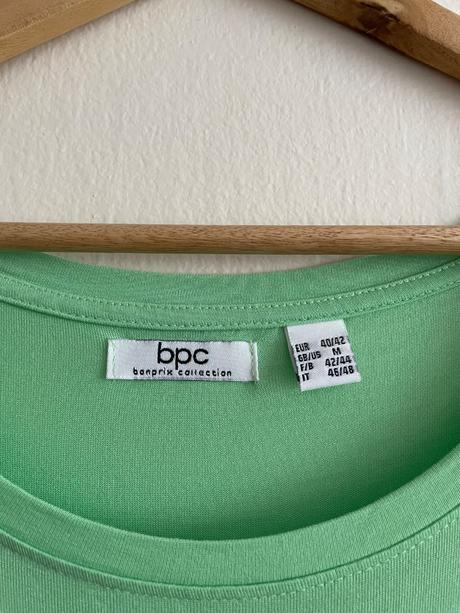 bpc
bonprix collection
EUR 40/42
GB/US M
F/B 42/44
IT 46/48